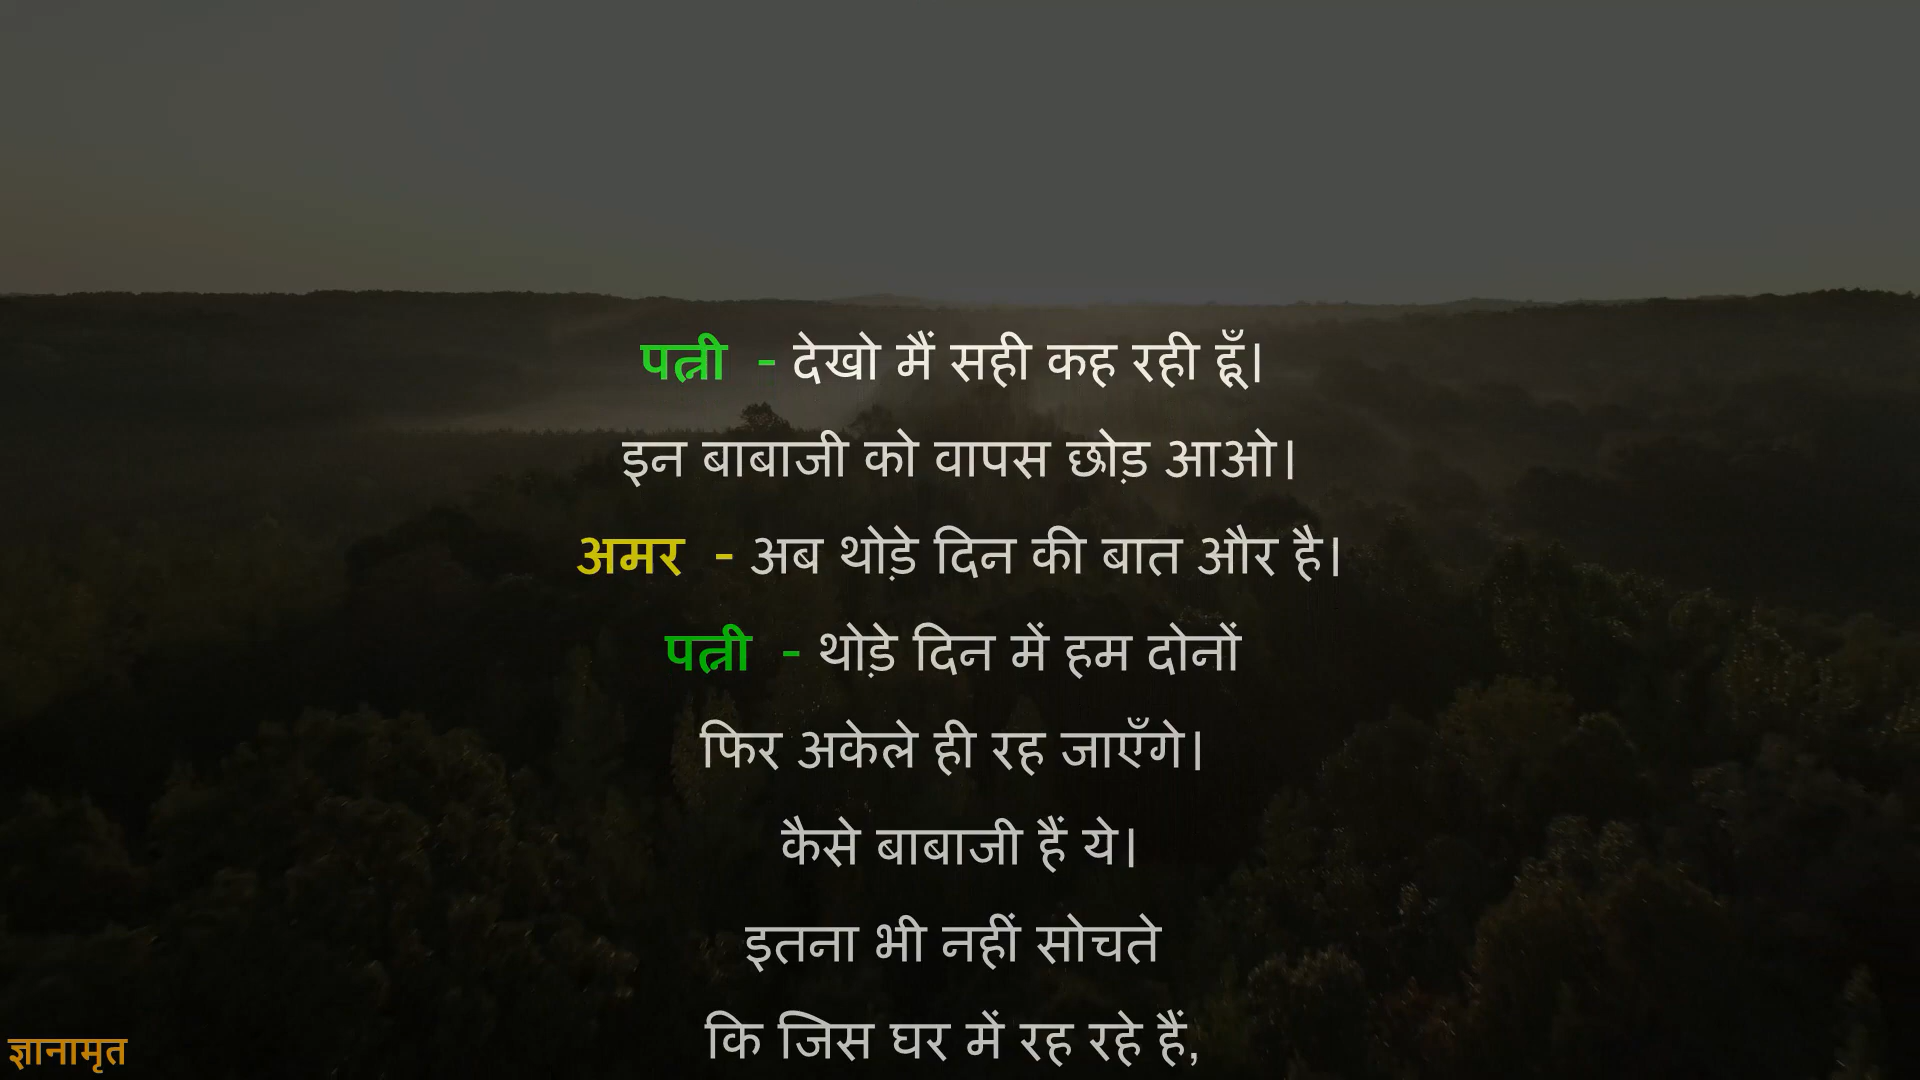 पत्नी - देखो मैं सही कह रही हूँ।
इन बाबाजी को वापस छोड़ आओ।
अमर - अब थोड़े दिन की बात और है।
पत्नी - थोड़े दिन में हम दोनों
फिर अकेले ही रह जाएँगे।
कैसे बाबाजी हैं ये।
इतना भी नहीं सोचते
कि जिस घर में रह रहे हैं,
ज्ञानामृत